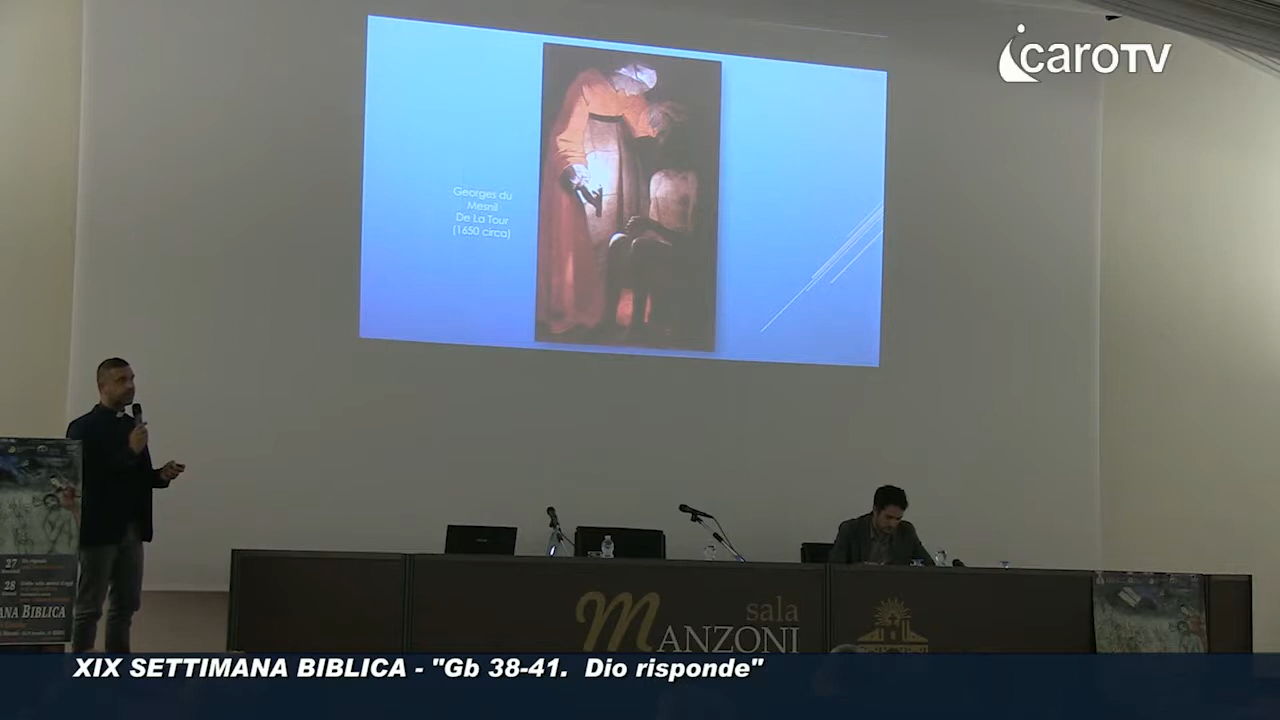 icaroTV
Georges du
Mesnil
De La Tour
(1650 circa)
27
28
ANA BIBLICA
sala
MANZONI
XIX SETTIMANA BIBLICA - "Gb 38-41. Dio risponde"